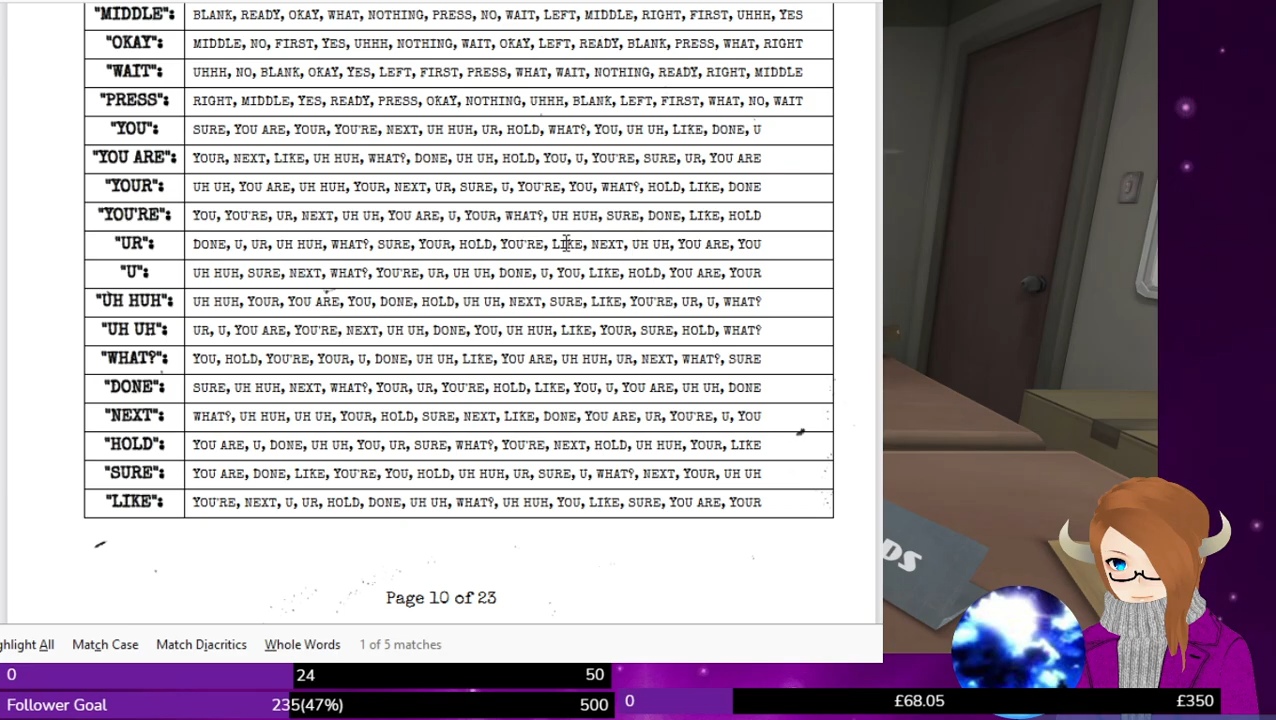 "MIDDLE": BLANK, READY, OKAY, WHAT, NOTHING, PRESS, NO, WAIT, LEFT, MIDDLE, RIGHT, FIRST, UHHH, YES
"OKAY": MIDDLE, NO, FIRST, YES, UHHH, NOTHING, WAIT, OKAY, LEFT, READY, BLANK, PRESS, WHAT, RIGHT
"WAIT": UHHH, NO, BLANK, OKAY, YES, LEFT, FIRST, PRESS, WHAT, WAIT, NOTHING, READY, RIGHT, MIDDLE
"PRESS": RIGHT, MIDDLE, YES, READY, PRESS, OKAY, NOTHING, UHHH, BLANK, LEFT, FIRST, WHAT, NO, WAIT
"YOU": SURE, YOU ARE, YOUR, YOU'RE, NEXT, UH HUH, UR, HOLD, WHAT?, YOU, UH UH, LIKE, DONE, U
"YOU ARE": YOUR, NEXT, LIKE, UH HUH, WHAT?, DONE, UH UH, HOLD, YOU, U, YOU'RE, SURE, UR, YOU ARE
"YOUR": UH UH, YOU ARE, UH HUH, YOUR, NEXT, UR, SURE, U, YOU'RE, YOU, WHAT?, HOLD, LIKE, DONE
"YOU'RE": YOU, YOU'RE, UR, NEXT, UH UH, YOU ARE, U, YOUR, WHAT?, UH HUH, SURE, DONE, LIKE, HOLD
"UR": DONE, U, UR, UH HUH, WHAT?, SURE, YOUR, HOLD, YOU'RE, LIKE, NEXT, UH UH, YOU ARE, YOU
"U": UH HUH, SURE, NEXT, WHAT?, YOU'RE, UR, UH UH, DONE, U, YOU, LIKE, HOLD, YOU ARE, YOUR
"UH HUH": UH HUH, YOUR, YOU ARE, YOU, DONE, HOLD, UH UH, NEXT, SURE, LIKE, YOU'RE, UR, U, WHAT?
"UH UH": UR, U, YOU ARE, YOU'RE, NEXT, UH UH, DONE, YOU, UH HUH, LIKE, YOUR, SURE, HOLD, WHAT?
"WHAT?": YOU, HOLD, YOU'RE, YOUR, U, DONE, UH UH, LIKE, YOU ARE, UH HUH, UR, NEXT, WHAT?, SURE
"DONE": SURE, UH HUH, NEXT, WHAT?, YOUR, UR, YOU'RE, HOLD, LIKE, YOU, U, YOU ARE, UH UH, DONE
"NEXT": WHAT?, UH HUH, UH UH, YOUR, HOLD, SURE, NEXT, LIKE, DONE, YOU ARE, UR, YOU'RE, U, YOU
"HOLD": YOU ARE, U, DONE, UH UH, YOU, UR, SURE, WHAT?, YOU'RE, NEXT, HOLD, UH HUH, YOUR, LIKE
"SURE": YOU ARE, DONE, LIKE, YOU'RE, YOU, HOLD, UH HUH, UR, SURE, U, WHAT?, NEXT, YOUR, UH UH
"LIKE": YOU'RE, NEXT, U, UR, HOLD, DONE, UH UH, WHAT?, UH HUH, YOU, LIKE, SURE, YOU ARE, YOUR
Page 10 of 23
ghlight All Match Case Match Diacritics Whole Words 1 of 5 matches
0 24 50
Follower Goal 235(47%) 500
0 £68.05 £350
DS